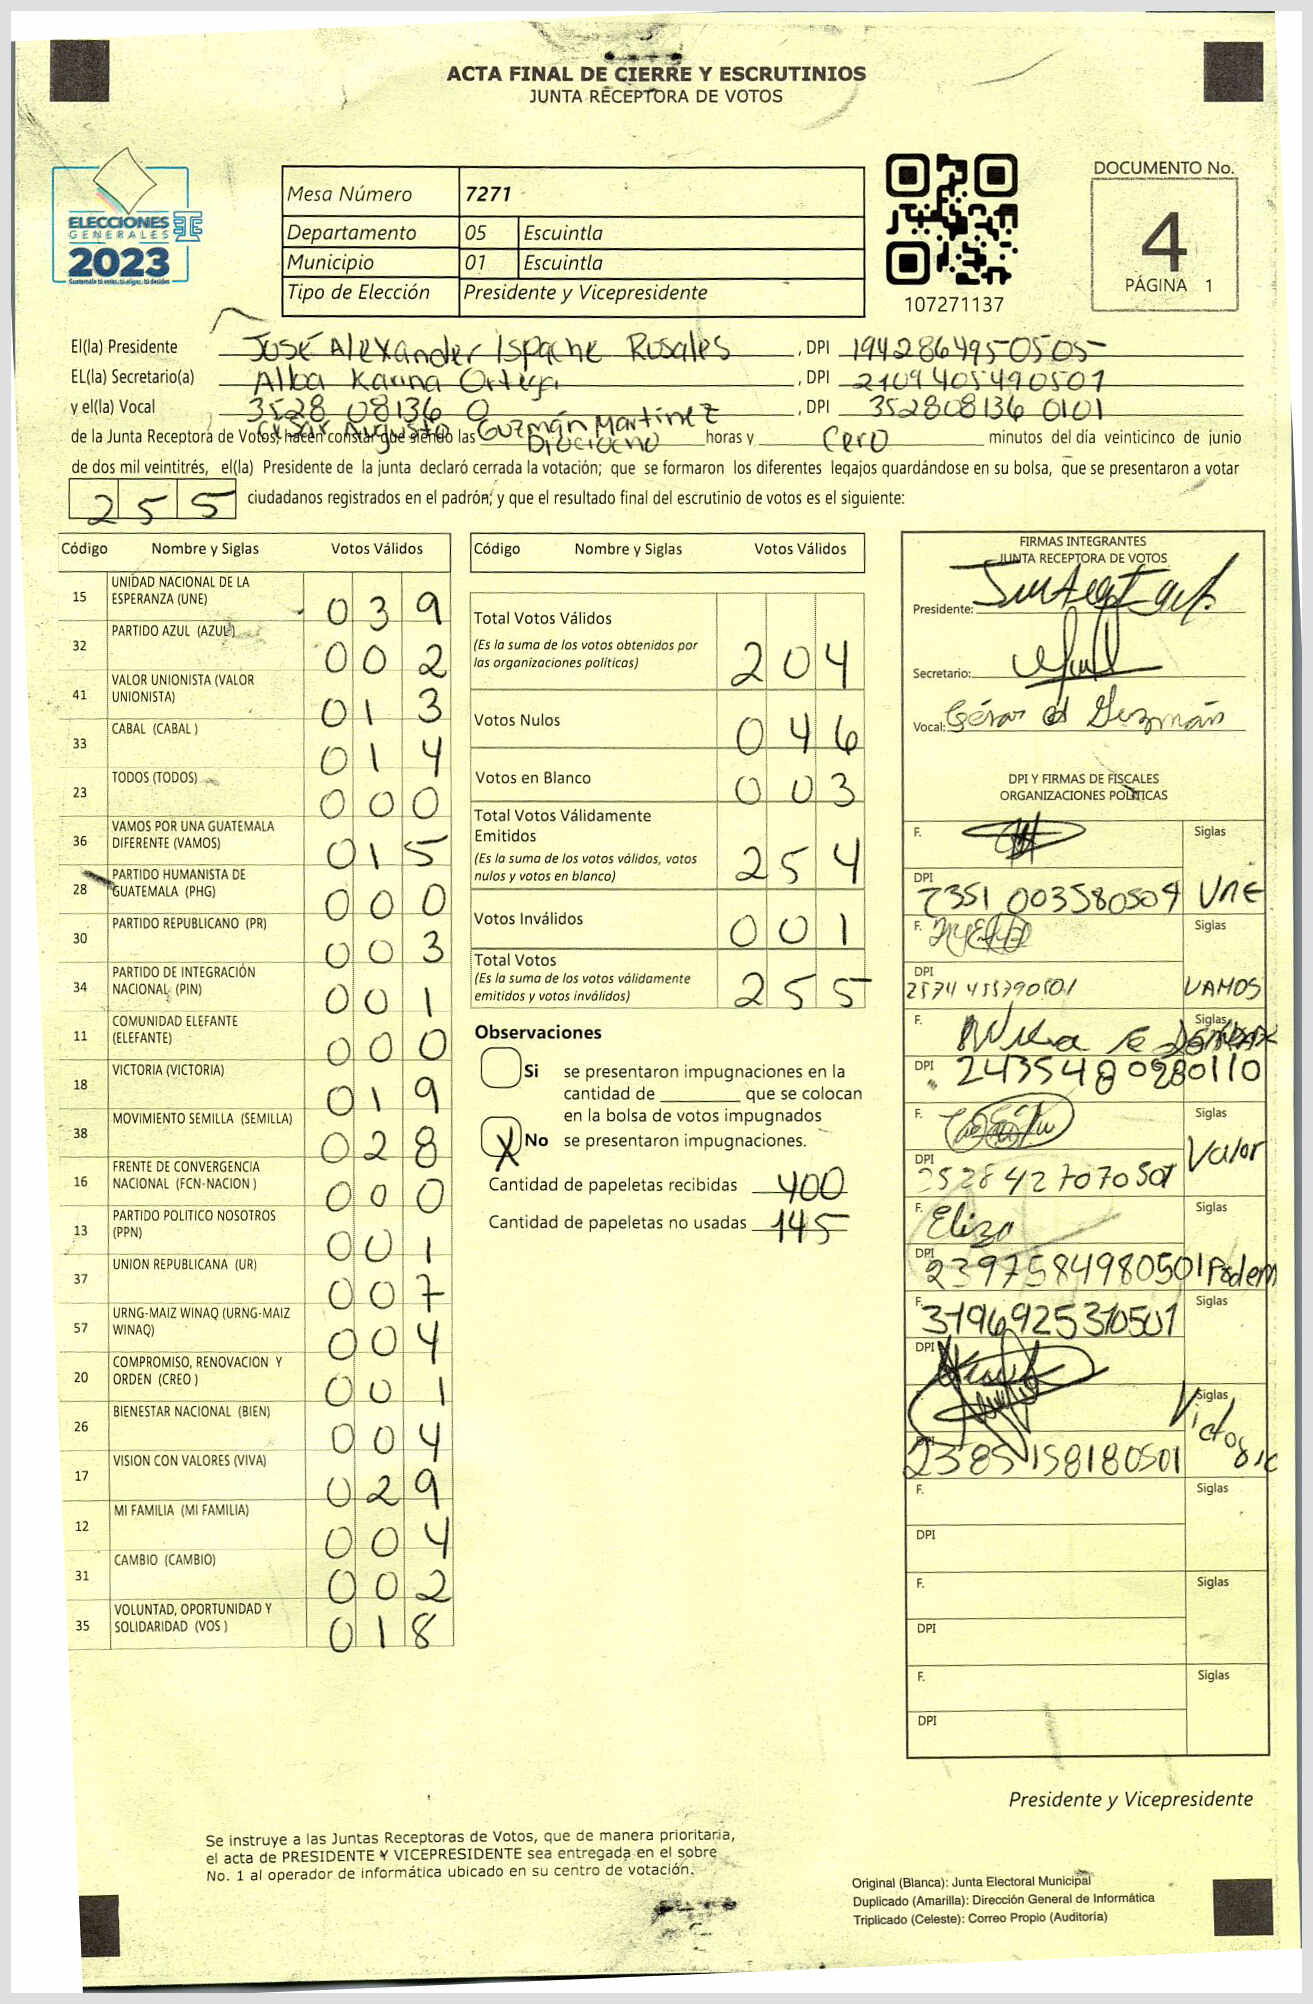 ACTA FINAL DE CIERRE Y ESCRUTINIOS
JUNTA RECEPTORA DE VOTOS
ELECCIONES
GENERALES
2023
Guatemala tú votas, tú eliges, tú decides
Mesa Número 7271
Departamento 05 Escuintla
Municipio 01 Escuintla
Tipo de Elección Presidente y Vicepresidente
107271137
DOCUMENTO No.
4
PÁGINA 1
El(la) Presidente José Alexander Ispache Rosales, DPI 1942864950505
EL(la) Secretario(a) Alba Karina Ortega, DPI 2109405490501
y el(la) Vocal 3528 08136 0, DPI 352808136 0101
César Augusto Guzmán Martínez
de la Junta Receptora de Votos, hacen constar que siendo las Dieciocho horas y Cero minutos del día veinticinco de junio
de dos mil veintitrés, el(la) Presidente de la junta declaró cerrada la votación; que se formaron los diferentes legajos guardándose en su bolsa, que se presentaron a votar
255 ciudadanos registrados en el padrón, y que el resultado final del escrutinio de votos es el siguiente:
Código Nombre y Siglas Votos Válidos
15 UNIDAD NACIONAL DE LA ESPERANZA (UNE) 039
32 PARTIDO AZUL (AZUL) 002
41 VALOR UNIONISTA (VALOR UNIONISTA) 013
33 CABAL (CABAL ) 014
23 TODOS (TODOS) 000
36 VAMOS POR UNA GUATEMALA DIFERENTE (VAMOS) 015
28 PARTIDO HUMANISTA DE GUATEMALA (PHG) 000
30 PARTIDO REPUBLICANO (PR) 003
34 PARTIDO DE INTEGRACIÓN NACIONAL (PIN) 001
11 COMUNIDAD ELEFANTE (ELEFANTE) 000
18 VICTORIA (VICTORIA) 019
38 MOVIMIENTO SEMILLA (SEMILLA) 028
16 FRENTE DE CONVERGENCIA NACIONAL (FCN-NACION ) 000
13 PARTIDO POLITICO NOSOTROS (PPN) 001
37 UNION REPUBLICANA (UR) 007
57 URNG-MAIZ WINAQ (URNG-MAIZ WINAQ) 004
20 COMPROMISO, RENOVACION Y ORDEN (CREO ) 001
26 BIENESTAR NACIONAL (BIEN) 004
17 VISION CON VALORES (VIVA) 029
12 MI FAMILIA (MI FAMILIA) 004
31 CAMBIO (CAMBIO) 002
35 VOLUNTAD, OPORTUNIDAD Y SOLIDARIDAD (VOS ) 018
Código Nombre y Siglas Votos Válidos
Total Votos Válidos 204
(Es la suma de los votos obtenidos por
las organizaciones políticas)
Votos Nulos 046
Votos en Blanco 003
Total Votos Válidamente
Emitidos 254
(Es la suma de los votos válidos, votos
nulos y votos en blanco)
Votos Inválidos 001
Total Votos 255
(Es la suma de los votos válidamente
emitidos y votos inválidos)
Observaciones
Si se presentaron impugnaciones en la
cantidad de ________ que se colocan
en la bolsa de votos impugnados
X No se presentaron impugnaciones.
Cantidad de papeletas recibidas 400
Cantidad de papeletas no usadas 145
FIRMAS INTEGRANTES
JUNTA RECEPTORA DE VOTOS
Presidente:
Secretario:
Vocal: César A Guzmán
DPI Y FIRMAS DE FISCALES
ORGANIZACIONES POLÍTICAS
F. Siglas
DPI 2351 003580504 UNE
F. Siglas
DPI VAMOS
F. Siglas
DPI 2435480280110
F. Siglas
DPI 2528427070501 Valor
F. Eliza Siglas
DPI 2397584980501 Podem
F. 3196925310501 Siglas
DPI
Siglas Victoria
DPI 2385158180501
F. Siglas
DPI
F. Siglas
DPI
F. Siglas
DPI
Presidente y Vicepresidente
Se instruye a las Juntas Receptoras de Votos, que de manera prioritaria,
el acta de PRESIDENTE Y VICEPRESIDENTE sea entregada en el sobre
No. 1 al operador de informática ubicado en su centro de votación.
Original (Blanca): Junta Electoral Municipal
Duplicado (Amarilla): Dirección General de Informática
Triplicado (Celeste): Correo Propio (Auditoría)